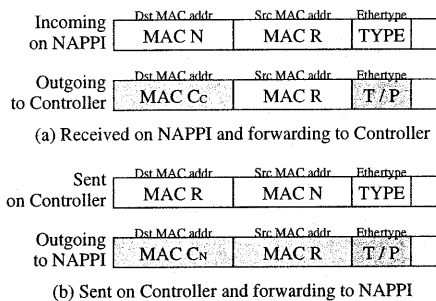 Dst MAC addr Src MAC addr Ethertype
Incoming on NAPPI MAC N MAC R TYPE
Dst MAC addr Src MAC addr Ethertype
Outgoing to Controller MAC Cc MAC R T / P
(a) Received on NAPPI and forwarding to Controller
Dst MAC addr Src MAC addr Ethertype
Sent on Controller MAC R MAC N TYPE
Dst MAC addr Src MAC addr Ethertype
Outgoing to NAPPI MAC CN MAC R T / P
(b) Sent on Controller and forwarding to NAPPI